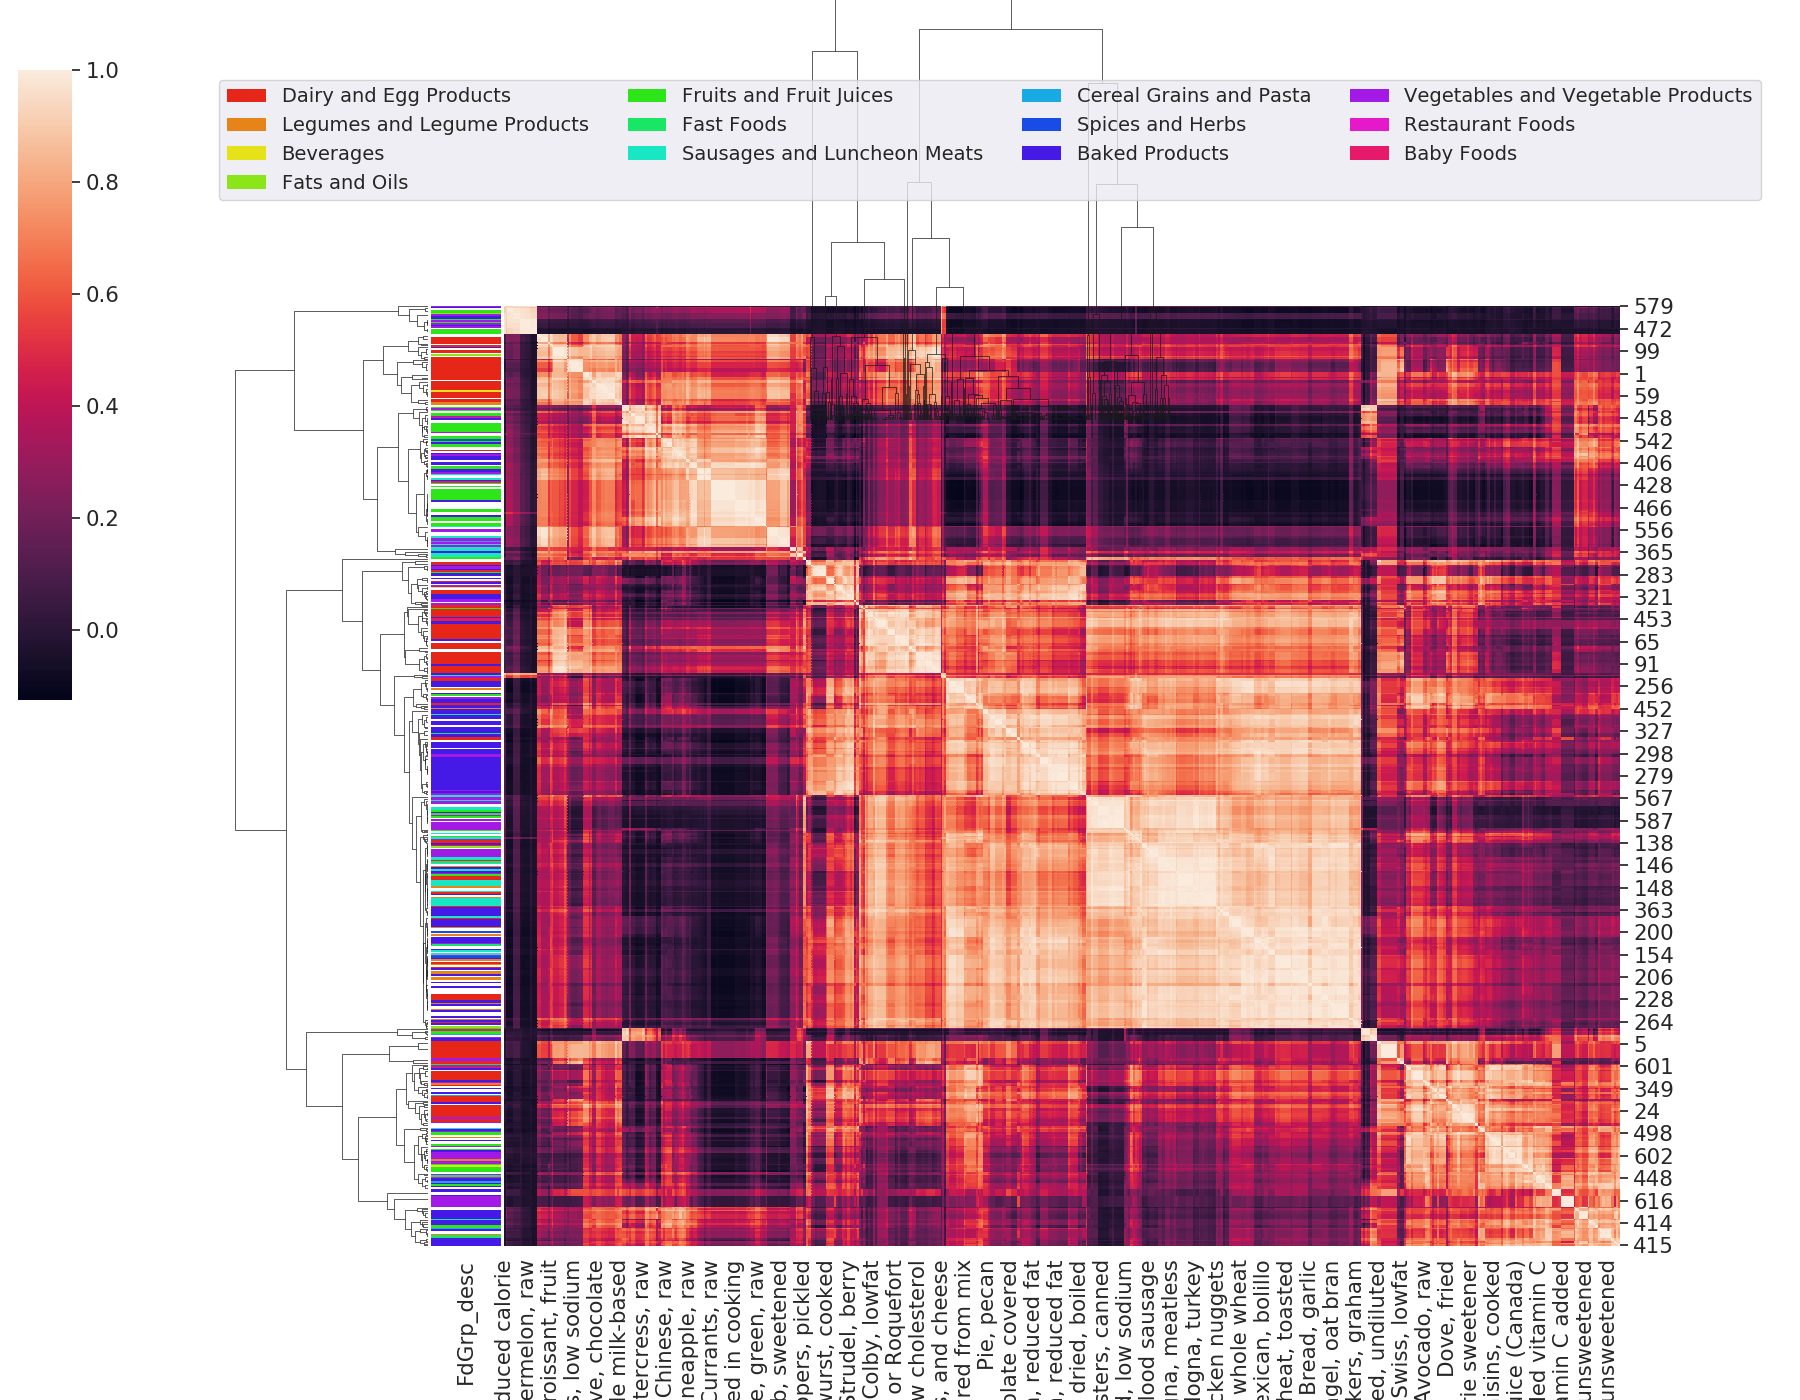 1.0
0.8
0.6
0.4
0.2
0.0
Dairy and Egg Products
Legumes and Legume Products
Beverages
Fats and Oils
Fruits and Fruit Juices
Fast Foods
Sausages and Luncheon Meats
Cereal Grains and Pasta
Spices and Herbs
Baked Products
Vegetables and Vegetable Products
Restaurant Foods
Baby Foods
579
472
99
1
59
458
542
406
428
466
556
365
283
321
453
65
91
256
452
327
298
279
567
587
138
146
148
363
200
154
206
228
264
5
601
349
24
498
602
448
616
414
415
FdGrp_desc
duced calorie
ermelon, raw
roissant, fruit
s, low sodium
ve, chocolate
le milk-based
tercress, raw
Chinese, raw
neapple, raw
Currants, raw
ed in cooking
e, green, raw
b, sweetened
ppers, pickled
wurst, cooked
Strudel, berry
Colby, lowfat
or Roquefort
w cholesterol
s, and cheese
red from mix
Pie, pecan
olate covered
, reduced fat
, reduced fat
dried, boiled
sters, canned
d, low sodium
lood sausage
na, meatless
logna, turkey
cken nuggets
whole wheat
exican, bolillo
heat, toasted
Bread, garlic
gel, oat bran
kers, graham
ed, undiluted
Swiss, lowfat
Avocado, raw
Dove, fried
rie sweetener
isins, cooked
uice (Canada)
led vitamin C
amin C added
unsweetened
unsweetened